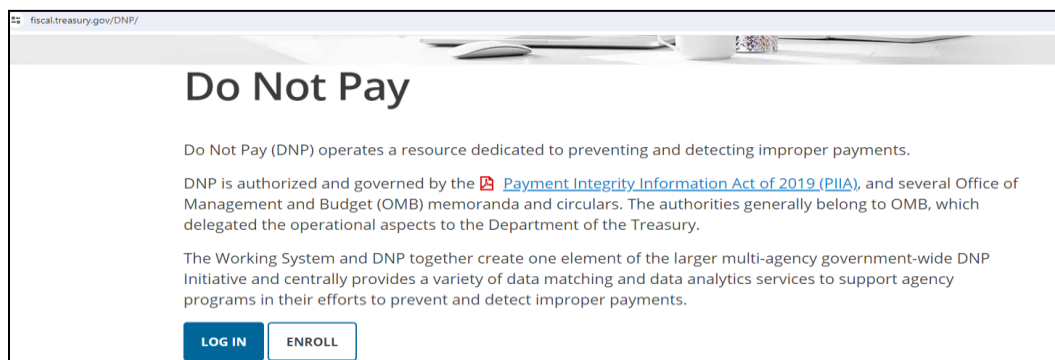 fiscal.treasury.gov/DNP/
Do Not Pay
Do Not Pay (DNP) operates a resource dedicated to preventing and detecting improper payments.
DNP is authorized and governed by the Payment Integrity Information Act of 2019 (PIIA), and several Office of
Management and Budget (OMB) memoranda and circulars. The authorities generally belong to OMB, which
delegated the operational aspects to the Department of the Treasury.
The Working System and DNP together create one element of the larger multi-agency government-wide DNP
Initiative and centrally provides a variety of data matching and data analytics services to support agency
programs in their efforts to prevent and detect improper payments.
LOG IN ENROLL